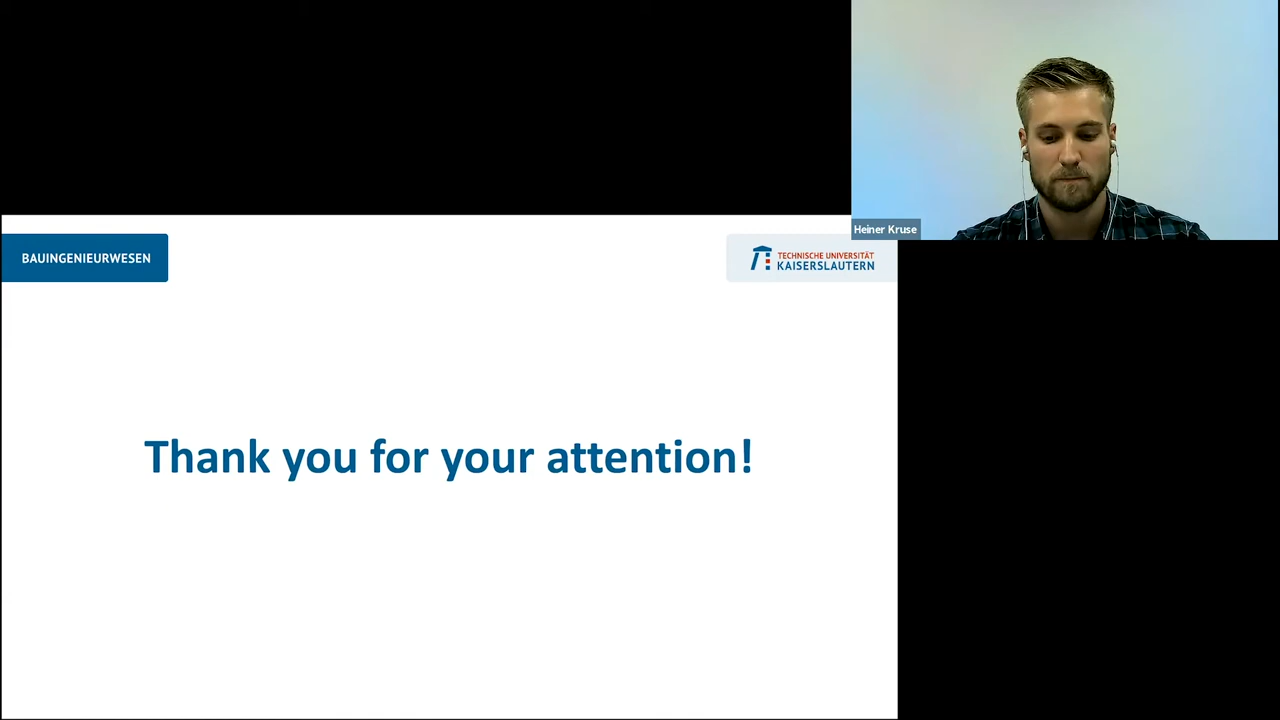 Heiner Kruse
BAUINGENIEURWESEN
TECHNISCHE UNIVERSITÄT
KAISERSLAUTERN
Thank you for your attention!